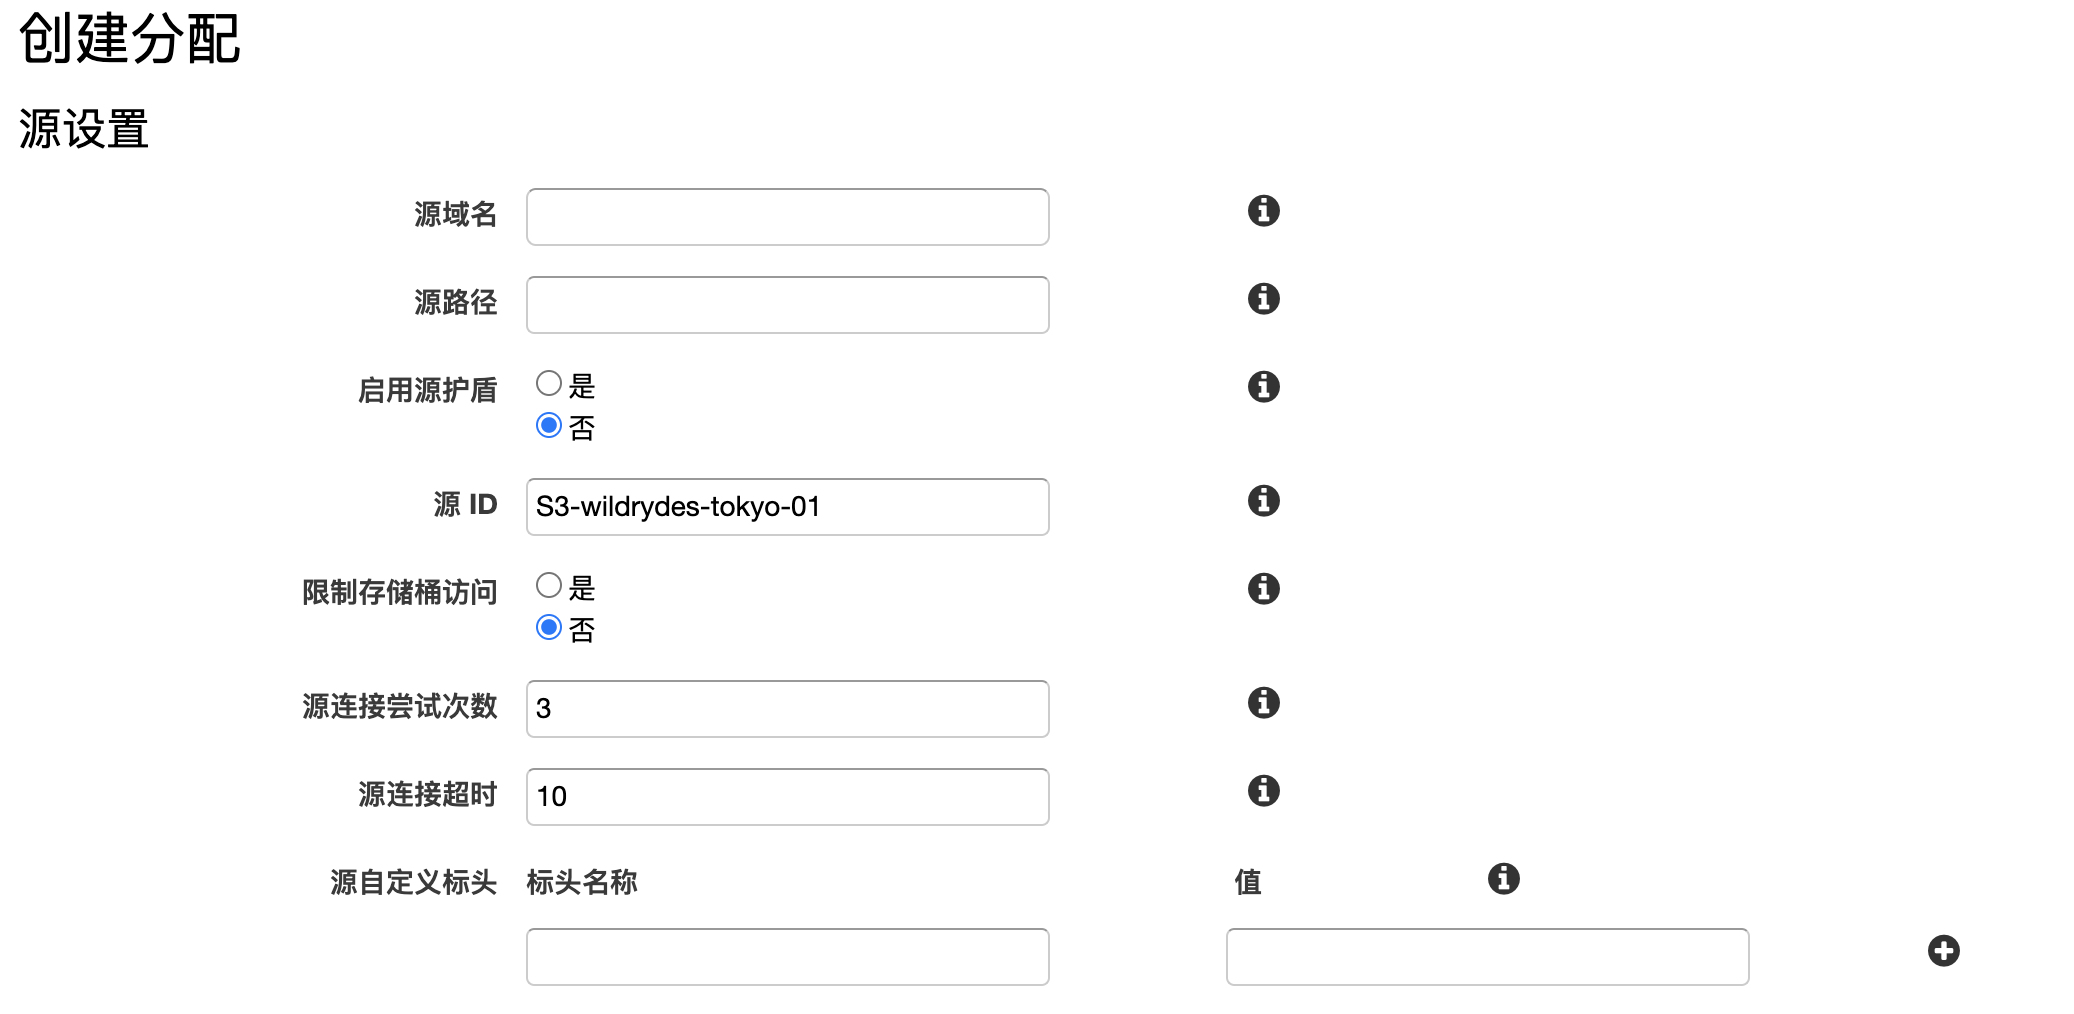 创建分配
源设置
源域名
源路径
启用源护盾
是
否
源 ID
S3-wildrydes-tokyo-01
限制存储桶访问
是
否
源连接尝试次数
3
源连接超时
10
源自定义标头 标头名称 值